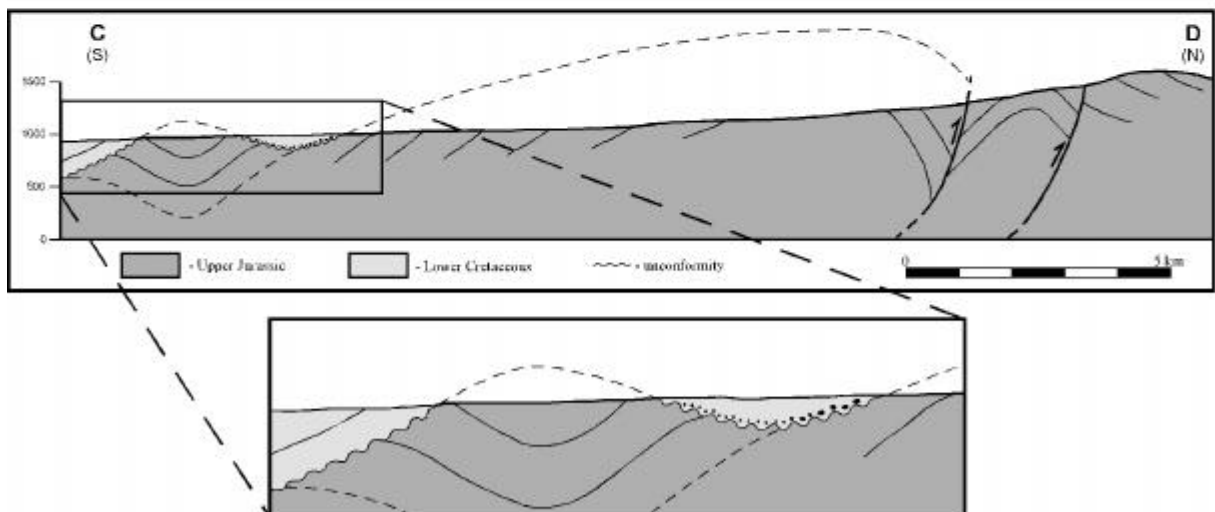 C D
(S) (N)
1500
1000
500
0
- Upper Jurassic - Lower Cretaceous - unconformity 0 5 km